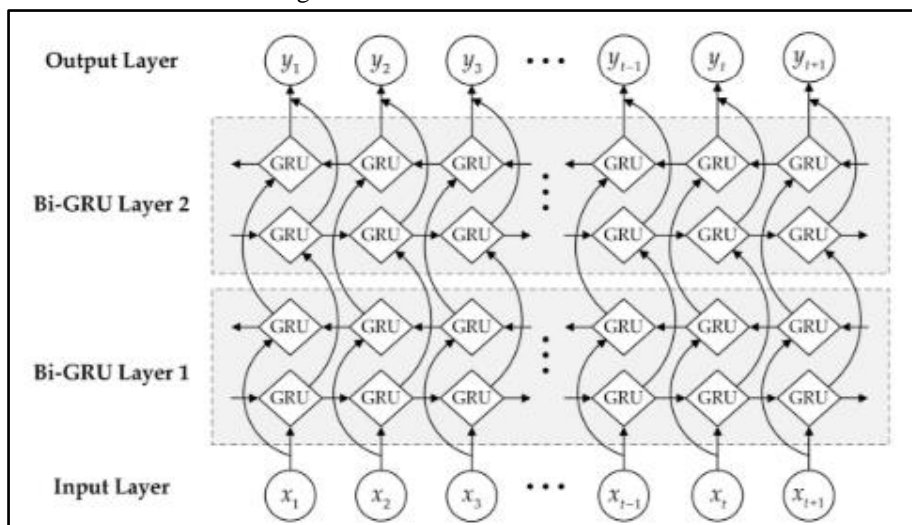 Output Layer y₁ y₂ y₃ ••• yₜ₋₁ yₜ yₜ₊₁
GRU GRU GRU GRU GRU GRU
Bi-GRU Layer 2
GRU GRU GRU GRU GRU GRU
GRU GRU GRU GRU GRU GRU
Bi-GRU Layer 1
GRU GRU GRU GRU GRU GRU
Input Layer x₁ x₂ x₃ ••• xₜ₋₁ xₜ xₜ₊₁